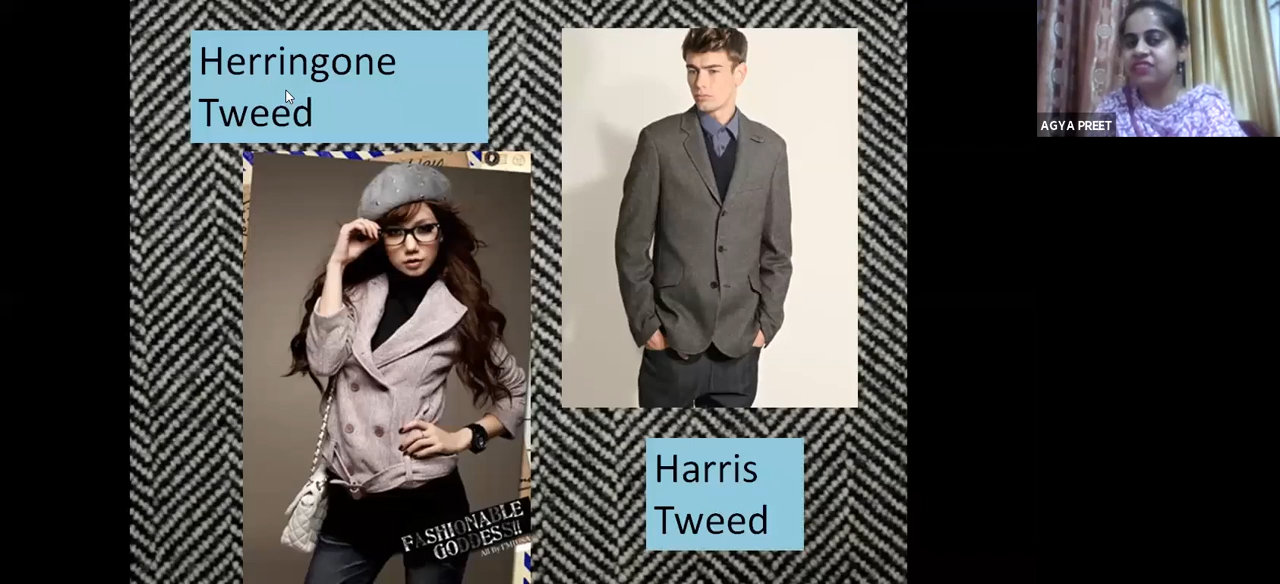 Herringone
Tweed
AGYA PREET
FASHIONABLE
GODDESS!!
Harris
Tweed